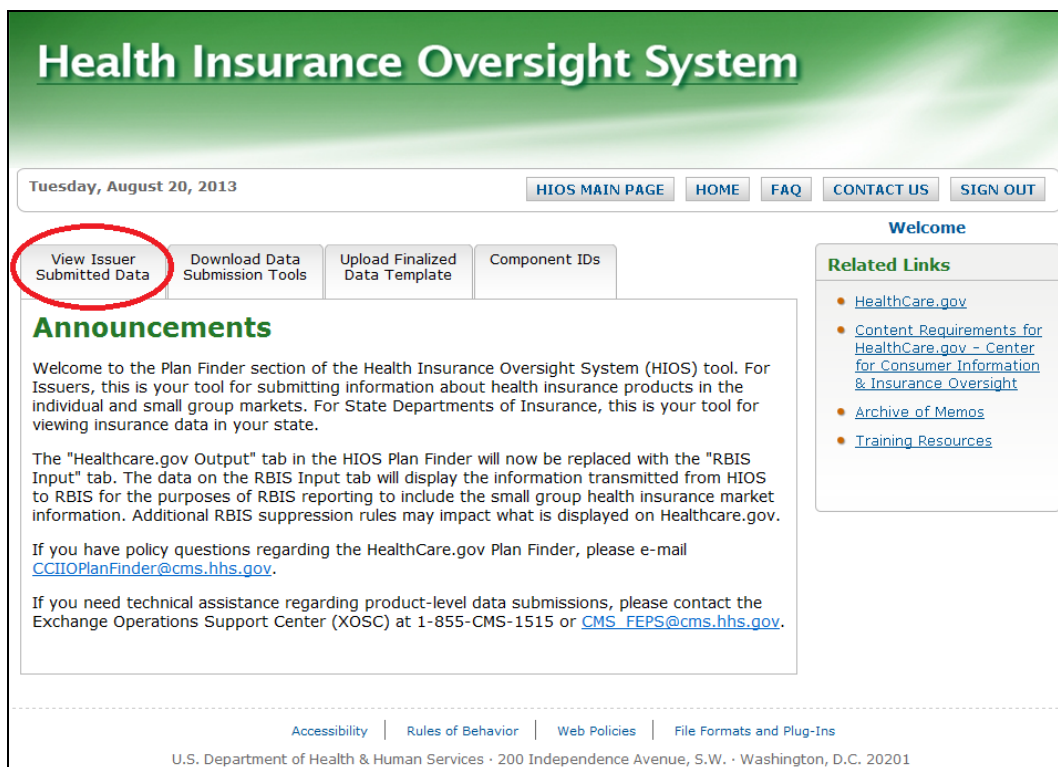 Health Insurance Oversight System
Tuesday, August 20, 2013
HIOS MAIN PAGE
HOME
FAQ
CONTACT US
SIGN OUT
Welcome
View Issuer
Submitted Data
Download Data
Submission Tools
Upload Finalized
Data Template
Component IDs
Announcements
Welcome to the Plan Finder section of the Health Insurance Oversight System (HIOS) tool. For
Issuers, this is your tool for submitting information about health insurance products in the
individual and small group markets. For State Departments of Insurance, this is your tool for
viewing insurance data in your state.
The "Healthcare.gov Output" tab in the HIOS Plan Finder will now be replaced with the "RBIS
Input" tab. The data on the RBIS Input tab will display the information transmitted from HIOS
to RBIS for the purposes of RBIS reporting to include the small group health insurance market
information. Additional RBIS suppression rules may impact what is displayed on Healthcare.gov.
If you have policy questions regarding the HealthCare.gov Plan Finder, please e-mail
CCIIOPlanFinder@cms.hhs.gov.
If you need technical assistance regarding product-level data submissions, please contact the
Exchange Operations Support Center (XOSC) at 1-855-CMS-1515 or CMS_FEPS@cms.hhs.gov.
Related Links
HealthCare.gov
Content Requirements for
HealthCare.gov - Center
for Consumer Information
& Insurance Oversight
Archive of Memos
Training Resources
Accessibility | Rules of Behavior | Web Policies | File Formats and Plug-Ins
U.S. Department of Health & Human Services · 200 Independence Avenue, S.W. · Washington, D.C. 20201